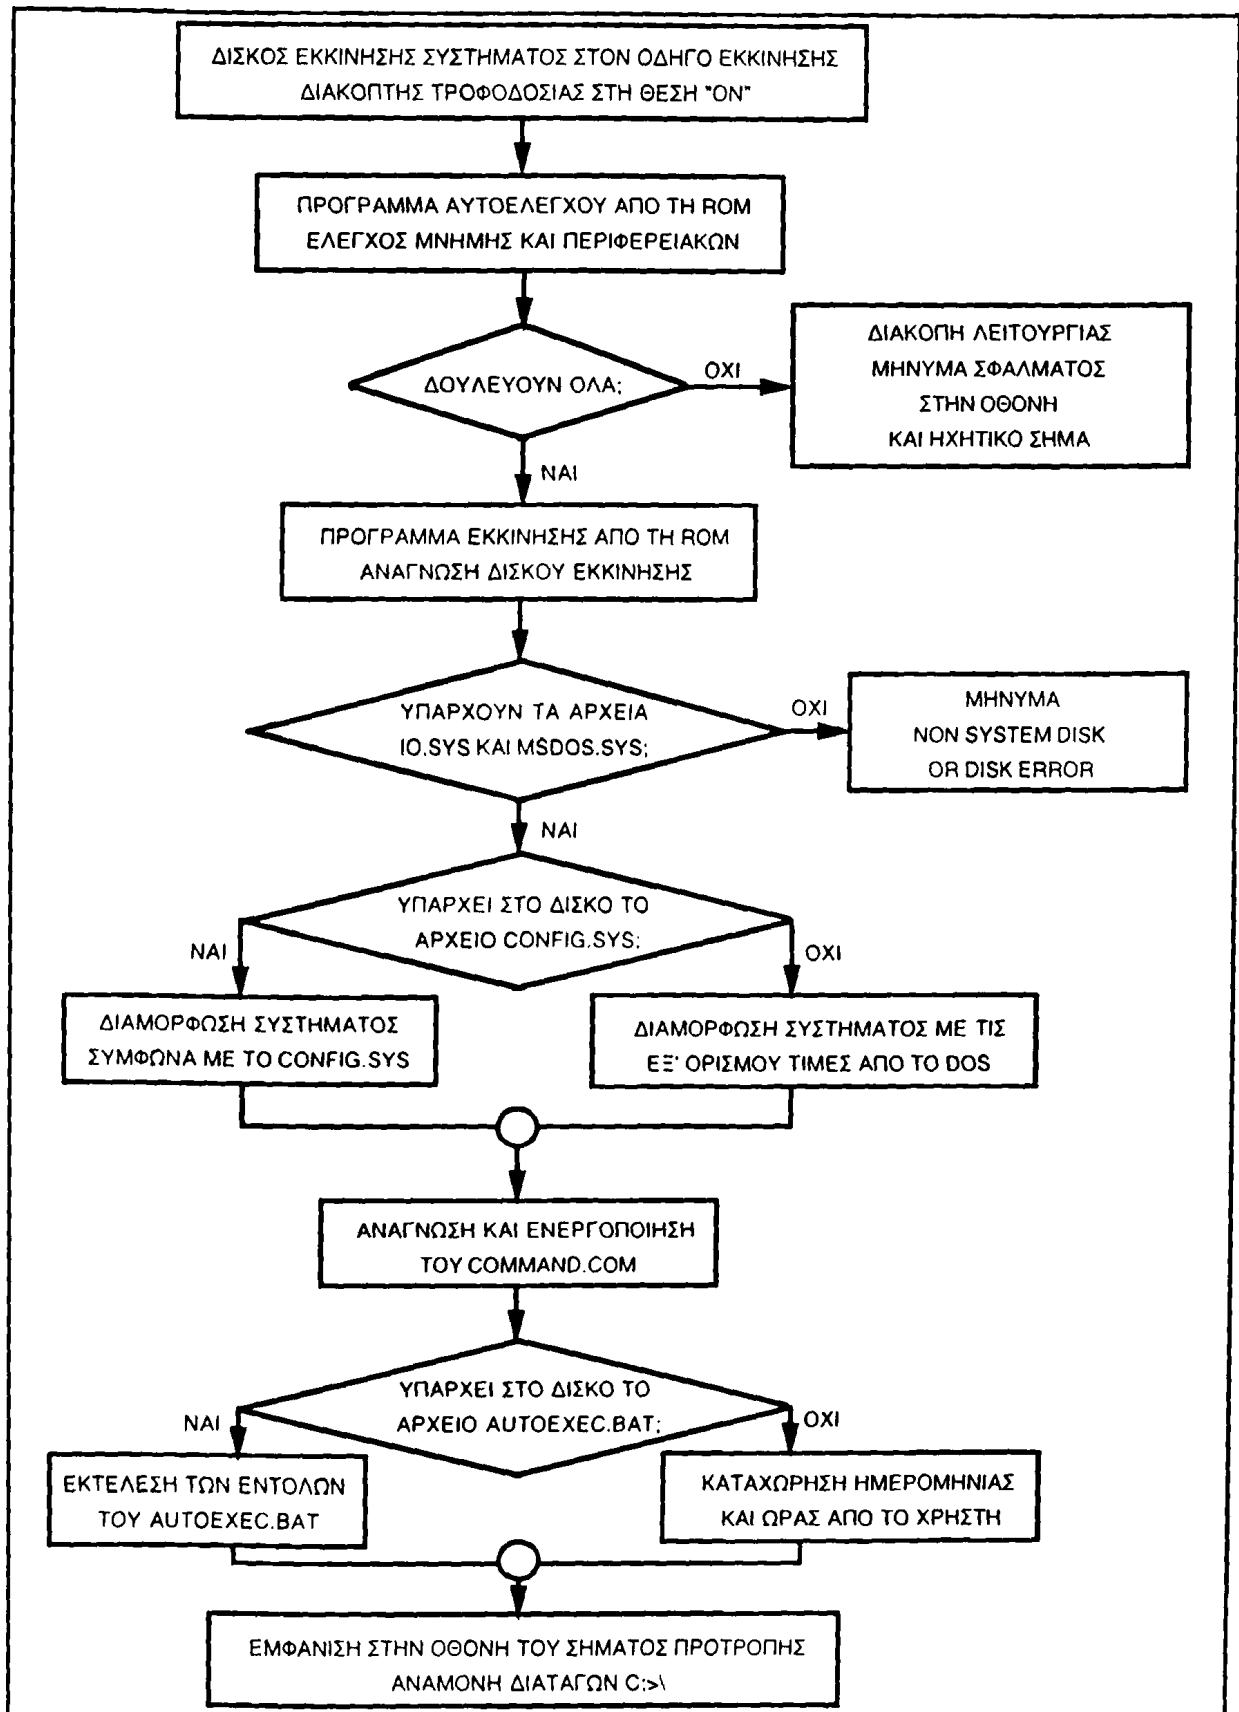 ΔΙΣΚΟΣ ΕΚΚΙΝΗΣΗΣ ΣΥΣΤΗΜΑΤΟΣ ΣΤΟΝ ΟΔΗΓΟ ΕΚΚΙΝΗΣΗΣ
ΔΙΑΚΟΠΤΗΣ ΤΡΟΦΟΔΟΣΙΑΣ ΣΤΗ ΘΕΣΗ "ON"
ΠΡΟΓΡΑΜΜΑ ΑΥΤΟΕΛΕΓΧΟΥ ΑΠΟ ΤΗ ROM
ΕΛΕΓΧΟΣ ΜΝΗΜΗΣ ΚΑΙ ΠΕΡΙΦΕΡΕΙΑΚΩΝ
ΔΟΥΛΕΥΟΥΝ ΟΛΑ;
ΟΧΙ
ΔΙΑΚΟΠΗ ΛΕΙΤΟΥΡΓΙΑΣ
ΜΗΝΥΜΑ ΣΦΑΛΜΑΤΟΣ
ΣΤΗΝ ΟΘΟΝΗ
ΚΑΙ ΗΧΗΤΙΚΟ ΣΗΜΑ
ΝΑΙ
ΠΡΟΓΡΑΜΜΑ ΕΚΚΙΝΗΣΗΣ ΑΠΟ ΤΗ ROM
ΑΝΑΓΝΩΣΗ ΔΙΣΚΟΥ ΕΚΚΙΝΗΣΗΣ
ΥΠΑΡΧΟΥΝ ΤΑ ΑΡΧΕΙΑ
IO.SYS ΚΑΙ MSDOS.SYS;
ΟΧΙ
ΜΗΝΥΜΑ
NON SYSTEM DISK
OR DISK ERROR
ΝΑΙ
ΥΠΑΡΧΕΙ ΣΤΟ ΔΙΣΚΟ ΤΟ
ΑΡΧΕΙΟ CONFIG.SYS;
ΝΑΙ
ΟΧΙ
ΔΙΑΜΟΡΦΩΣΗ ΣΥΣΤΗΜΑΤΟΣ
ΣΥΜΦΩΝΑ ΜΕ ΤΟ CONFIG.SYS
ΔΙΑΜΟΡΦΩΣΗ ΣΥΣΤΗΜΑΤΟΣ ΜΕ ΤΙΣ
ΕΞ' ΟΡΙΣΜΟΥ ΤΙΜΕΣ ΑΠΟ ΤΟ DOS
ΑΝΑΓΝΩΣΗ ΚΑΙ ΕΝΕΡΓΟΠΟΙΗΣΗ
ΤΟΥ COMMAND.COM
ΥΠΑΡΧΕΙ ΣΤΟ ΔΙΣΚΟ ΤΟ
ΑΡΧΕΙΟ AUTOEXEC.BAT;
ΝΑΙ
ΟΧΙ
ΕΚΤΕΛΕΣΗ ΤΩΝ ΕΝΤΟΛΩΝ
ΤΟΥ AUTOEXEC.BAT
ΚΑΤΑΧΩΡΗΣΗ ΗΜΕΡΟΜΗΝΙΑΣ
ΚΑΙ ΩΡΑΣ ΑΠΟ ΤΟ ΧΡΗΣΤΗ
ΕΜΦΑΝΙΣΗ ΣΤΗΝ ΟΘΟΝΗ ΤΟΥ ΣΗΜΑΤΟΣ ΠΡΟΤΡΟΠΗΣ
ΑΝΑΜΟΝΗ ΔΙΑΤΑΓΩΝ C:>\